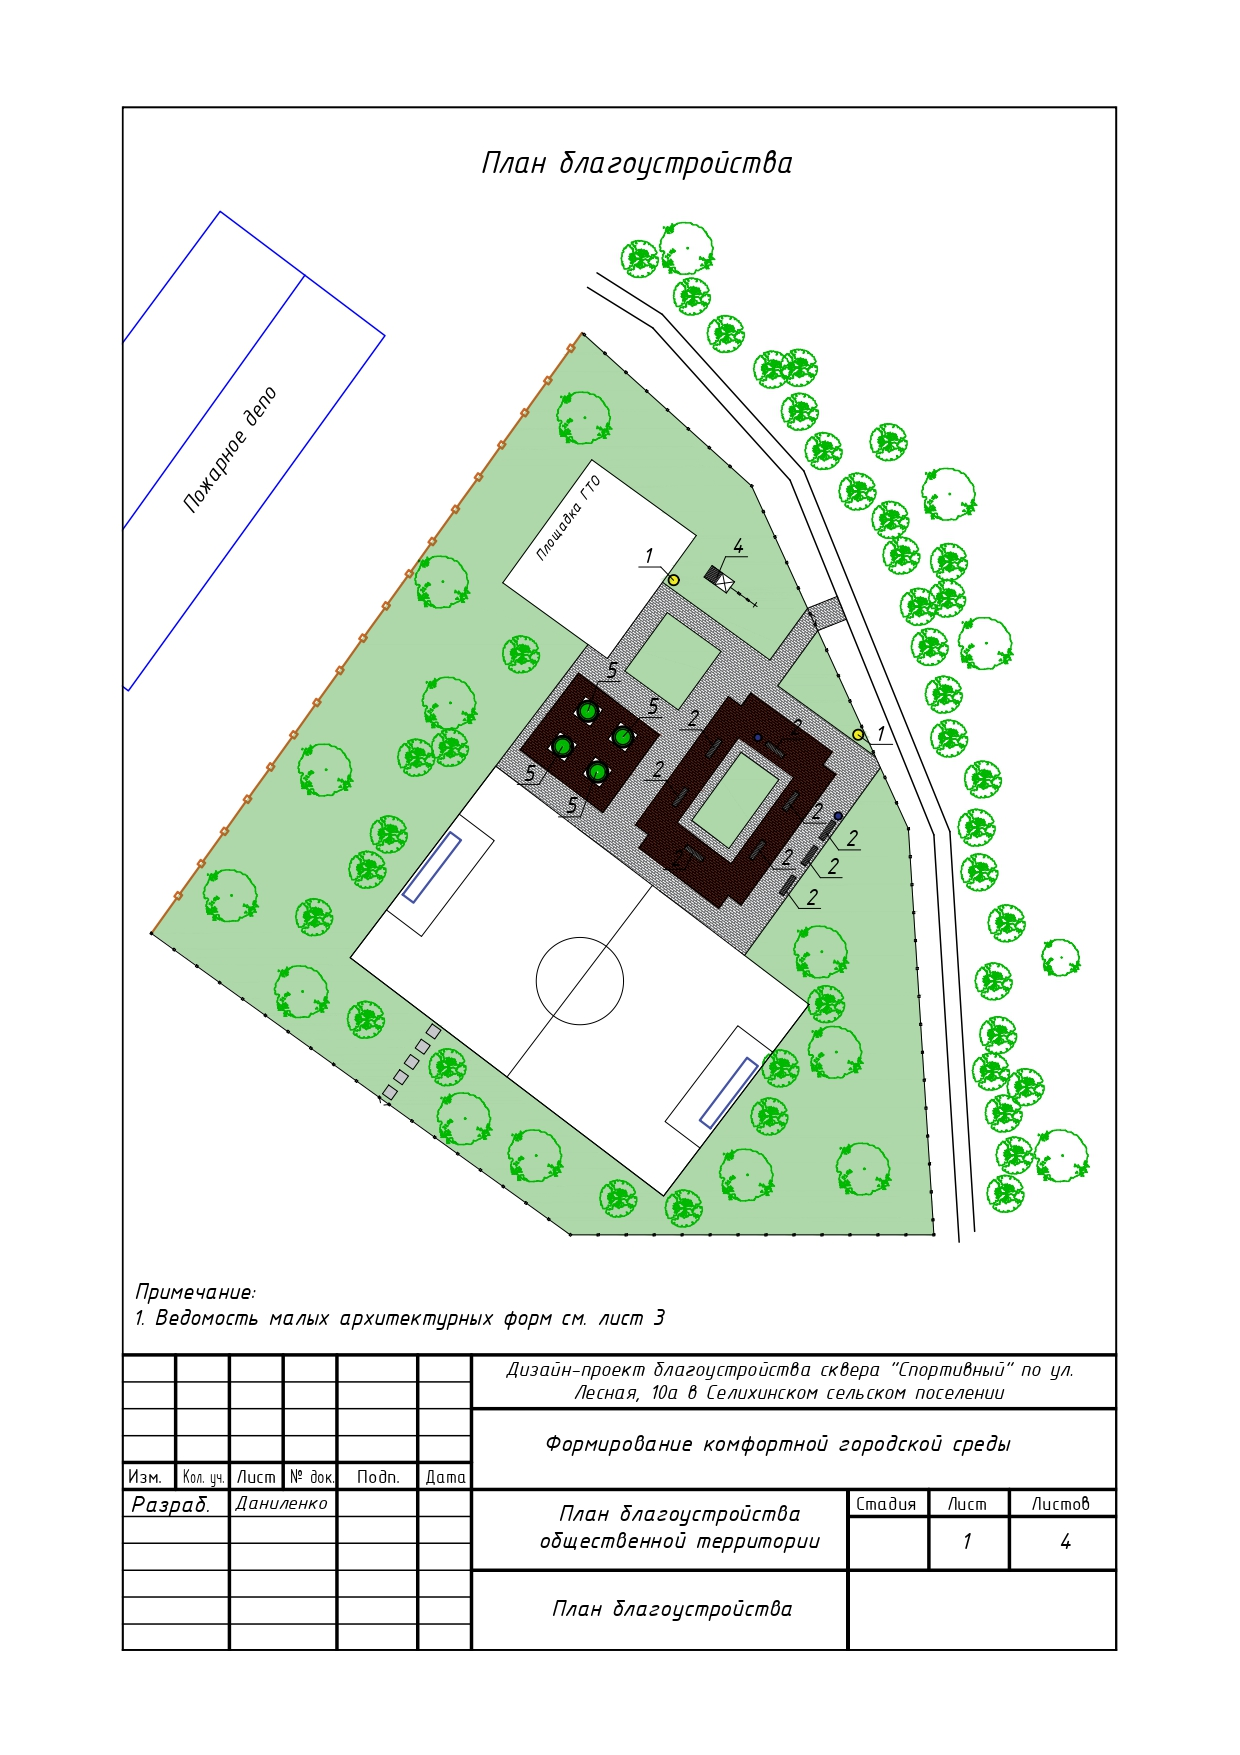 План благоустройства
Пожарное депо
Площадка ГТО
1
4
5
5
2
2
1
5
2
5
2
2
2
2
2
2
Примечание:
1. Ведомость малых архитектурных форм см. лист 3
Дизайн-проект благоустройства сквера "Спортивный" по ул.
Лесная, 10а в Селихинском сельском поселении
Формирование комфортной городской среды
Изм. Кол. уч. Лист № док. Подп. Дата
Разраб. Даниленко
План благоустройства
общественной территории
Стадия Лист Листов
1 4
План благоустройства